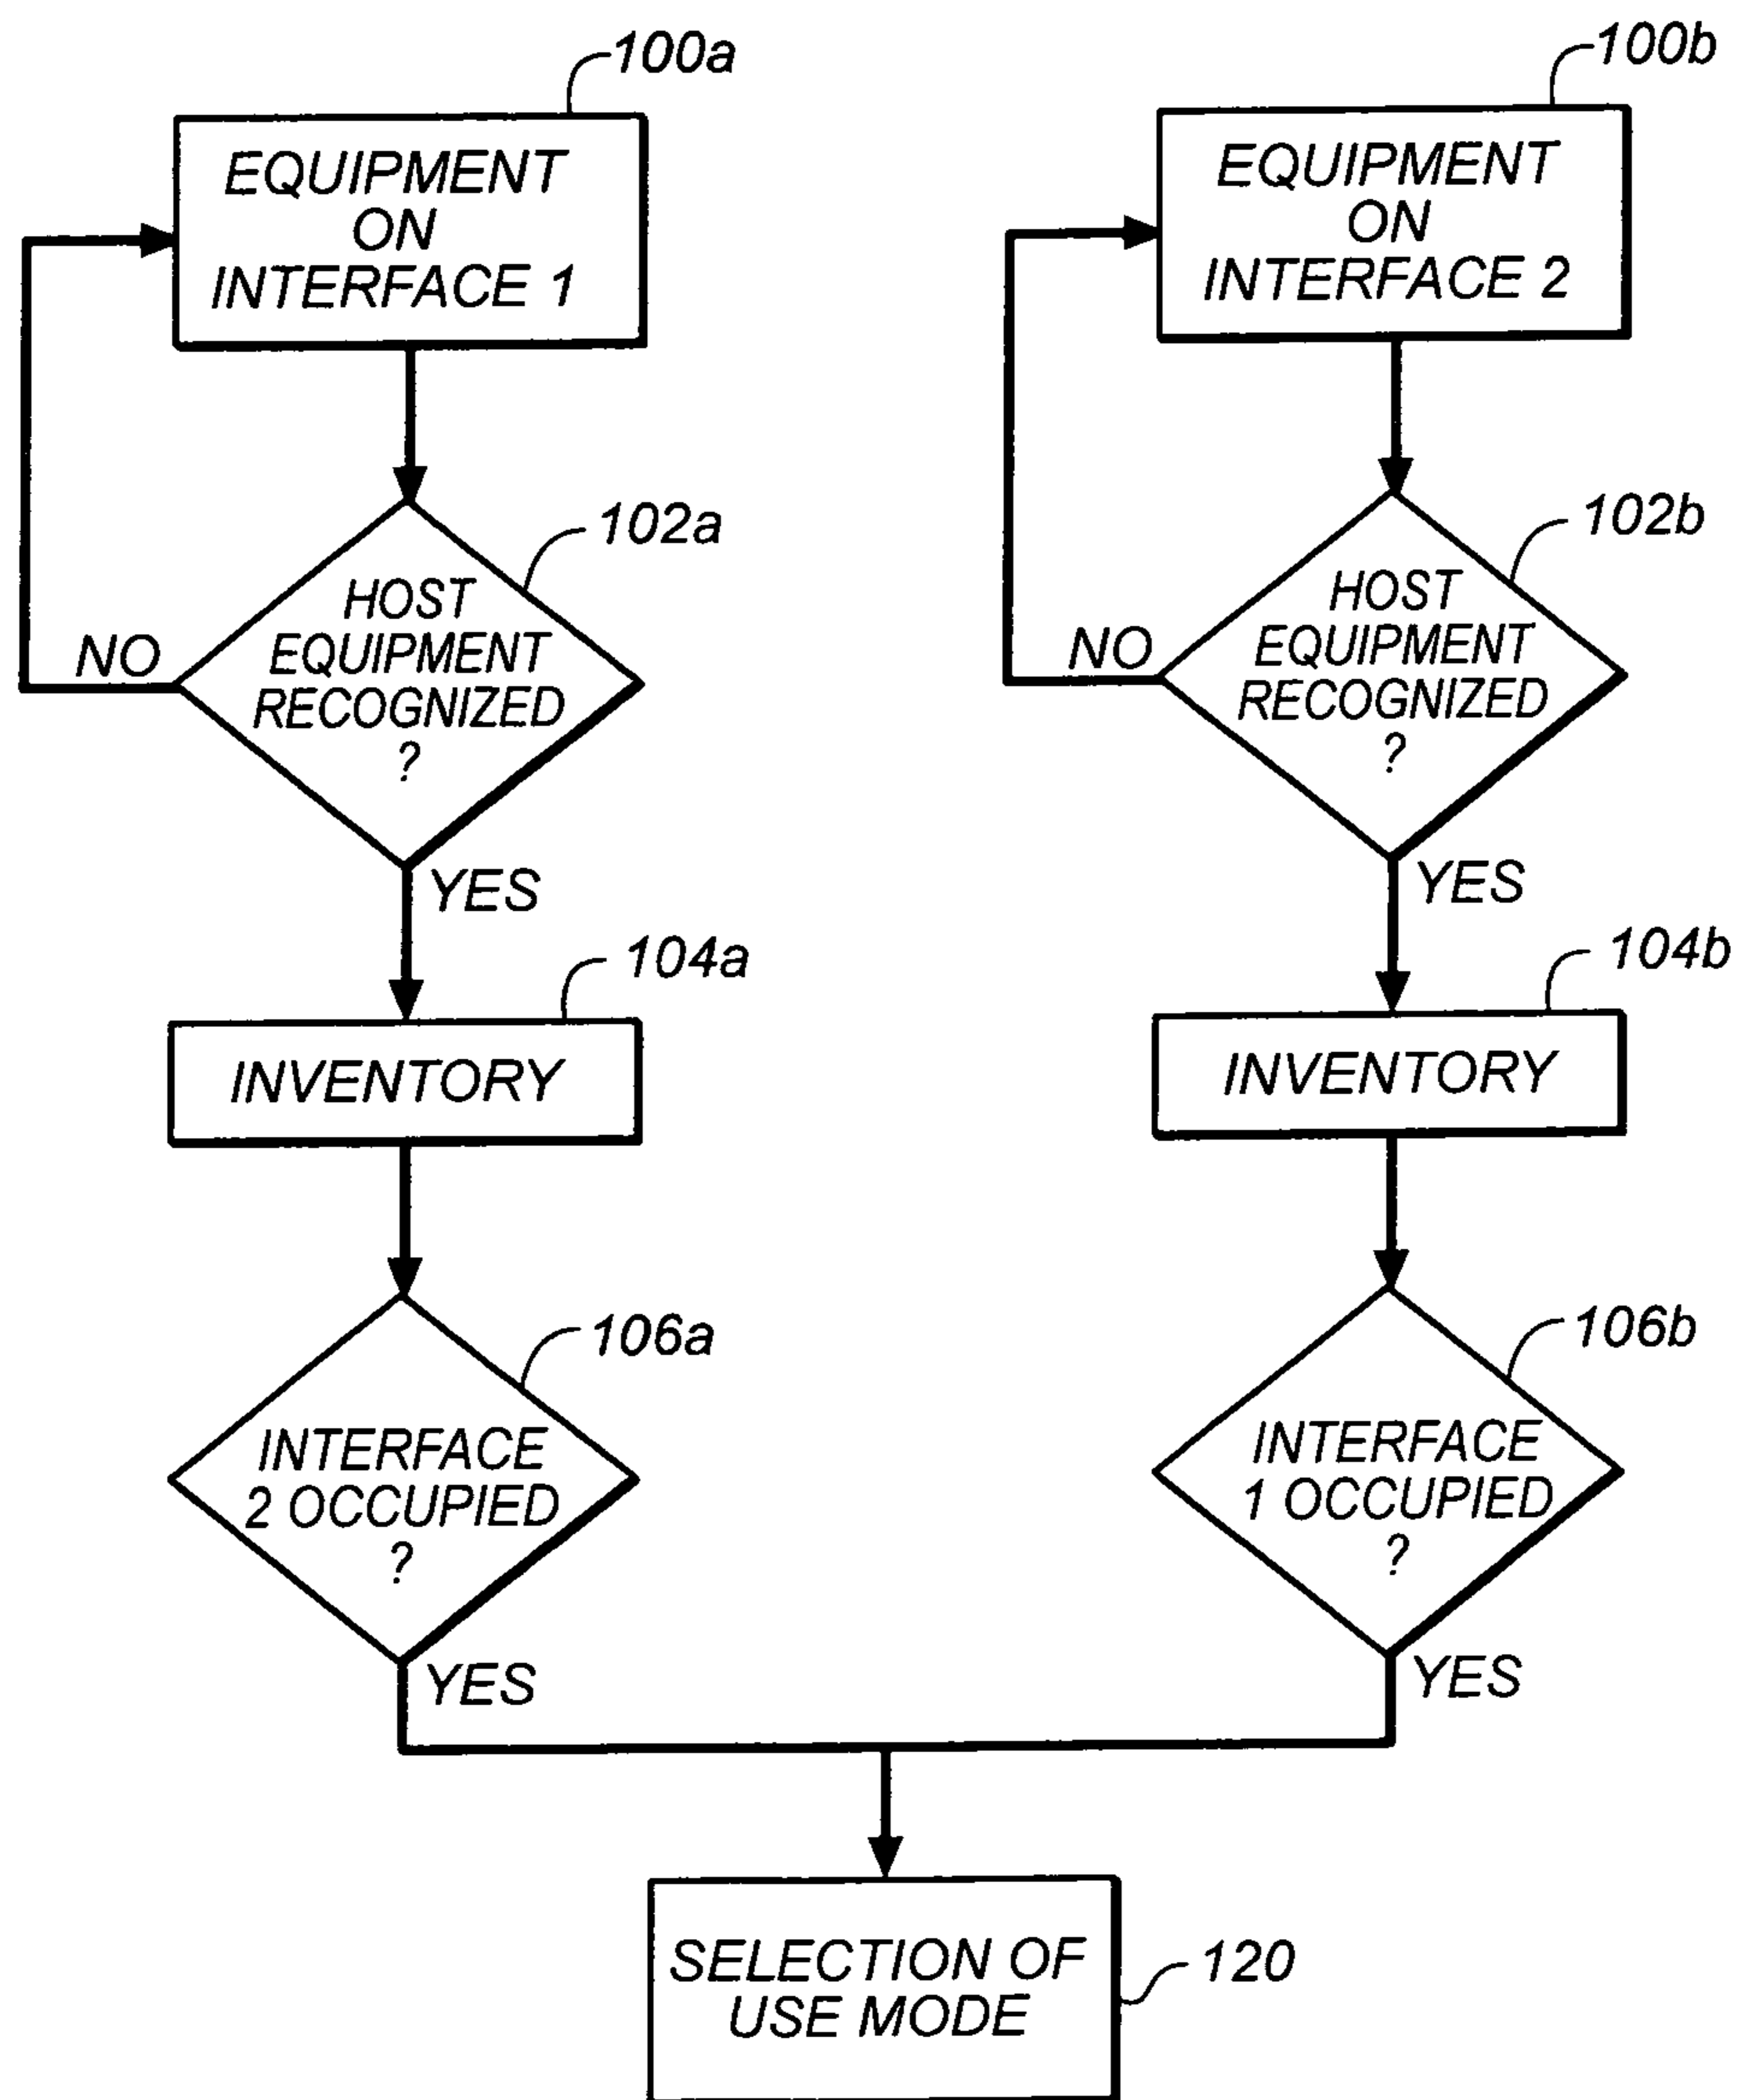 100a
EQUIPMENT
ON
INTERFACE 1
102a
HOST
EQUIPMENT
RECOGNIZED
?
NO
YES
104a
INVENTORY
106a
INTERFACE
2 OCCUPIED
?
YES
100b
EQUIPMENT
ON
INTERFACE 2
102b
HOST
EQUIPMENT
RECOGNIZED
?
NO
YES
104b
INVENTORY
106b
INTERFACE
1 OCCUPIED
?
YES
SELECTION OF
USE MODE
120